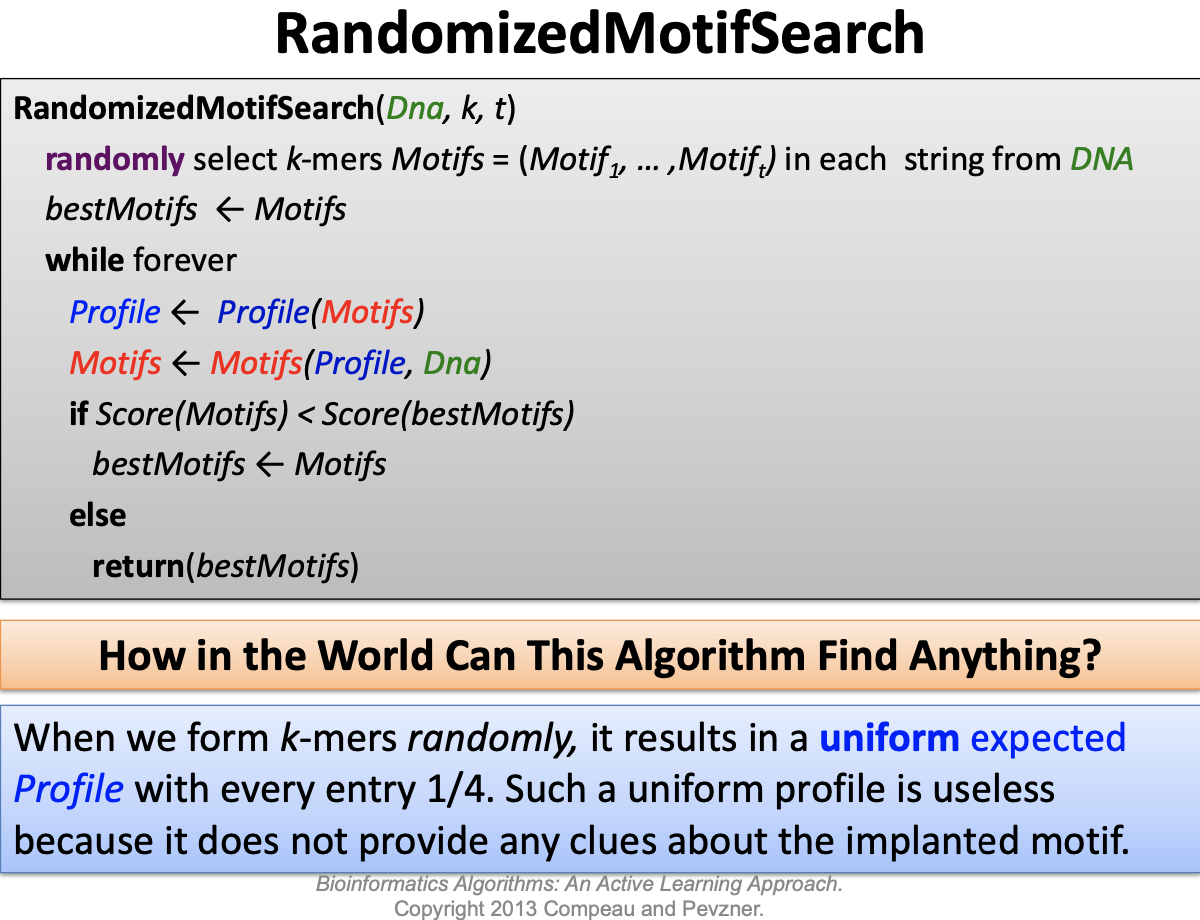 RandomizedMotifSearch
RandomizedMotifSearch(Dna, k, t)
randomly select k-mers Motifs = (Motif1, … ,Motift) in each string from DNA
bestMotifs ← Motifs
while forever
Profile ← Profile(Motifs)
Motifs ← Motifs(Profile, Dna)
if Score(Motifs) < Score(bestMotifs)
bestMotifs ← Motifs
else
return(bestMotifs)
How in the World Can This Algorithm Find Anything?
When we form k-mers randomly, it results in a uniform expected
Profile with every entry 1/4. Such a uniform profile is useless
because it does not provide any clues about the implanted motif.
Bioinformatics Algorithms: An Active Learning Approach.
Copyright 2013 Compeau and Pevzner.